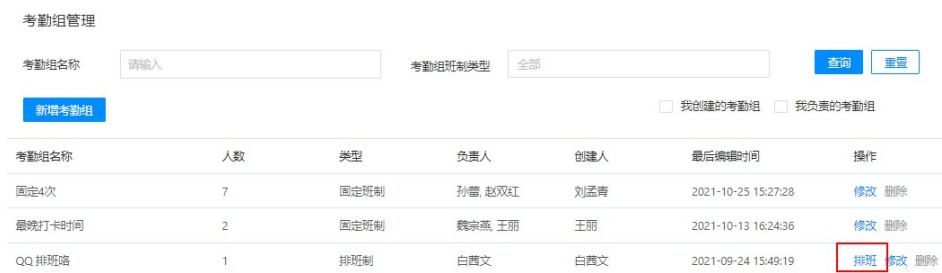 考勤组管理
考勤组名称 请输入 考勤组班制类型 全部 查询 重置
新增考勤组 我创建的考勤组 我负责的考勤组
考勤组名称 人数 类型 负责人 创建人 最后编辑时间 操作
固定4次 7 固定班制 孙蕾, 赵双红 刘孟青 2021-10-25 15:27:28 修改 删除
最晚打卡时间 2 固定班制 魏宗燕, 王丽 王丽 2021-10-13 16:24:36 修改 删除
QQ 排班咯 1 排班制 白茜文 白茜文 2021-09-24 15:49:19 排班 修改 删除